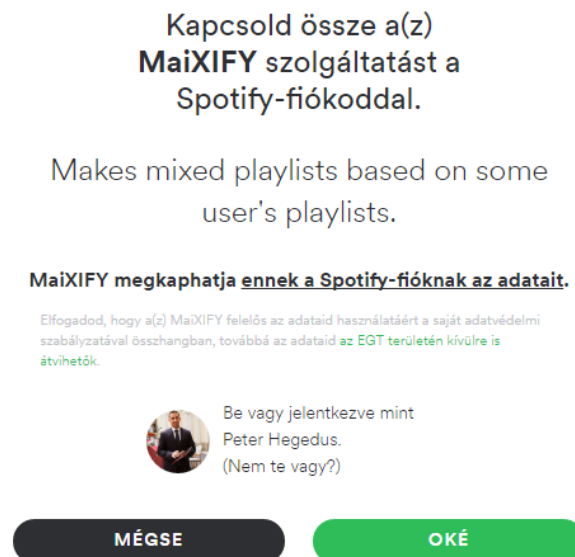 Kapcsold össze a(z)
MaiXIFY szolgáltatást a
Spotify-fiókoddal.
Makes mixed playlists based on some
user's playlists.
MaiXIFY megkaphatja ennek a Spotify-fióknak az adatait.
Elfogadod, hogy a(z) MaiXIFY felelős az adataid használatáért a saját adatvédelmi
szabályzatával összhangban, továbbá az adataid az EGT területén kívülre is
átvihetők.
Be vagy jelentkezve mint
Peter Hegedus.
(Nem te vagy?)
MÉGSE
OKÉ